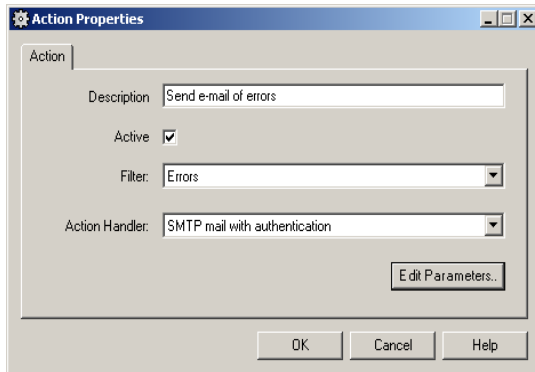 Action Properties
Action
Description Send e-mail of errors
Active
Filter: Errors
Action Handler: SMTP mail with authentication
Edit Parameters..
OK Cancel Help